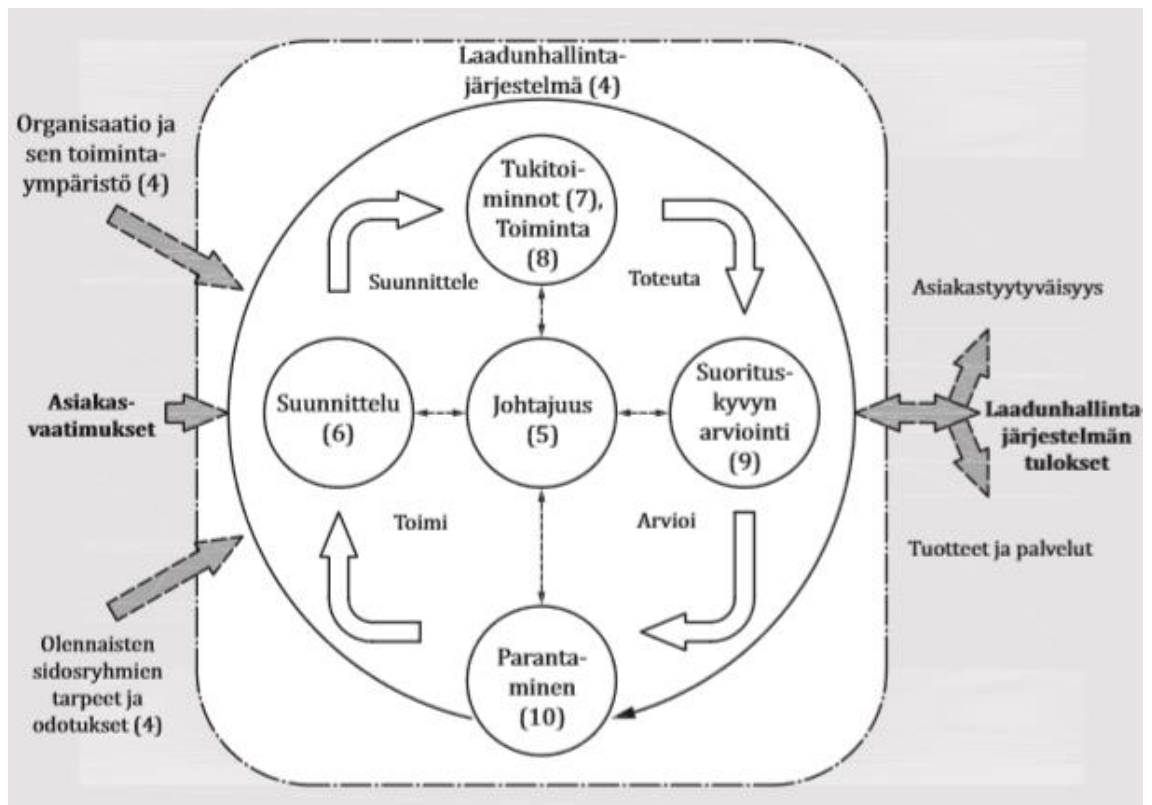 Laadunhallinta-
järjestelmä (4)
Organisaatio ja
sen toiminta-
ympäristö (4)
Tukitoi-
minnot (7),
Toiminta
(8)
Suunnittele
Toteuta
Asiakastyytyväisyys
Asiakas-
vaatimukset
Suunnittelu
(6)
Johtajuus
(5)
Suoritus-
kyvyn
arviointi
(9)
Laadunhallinta-
järjestelmän
tulokset
Toimi
Arvioi
Tuotteet ja palvelut
Olennaisten
sidosryhmien
tarpeet ja
odotukset (4)
Paranta-
minen
(10)